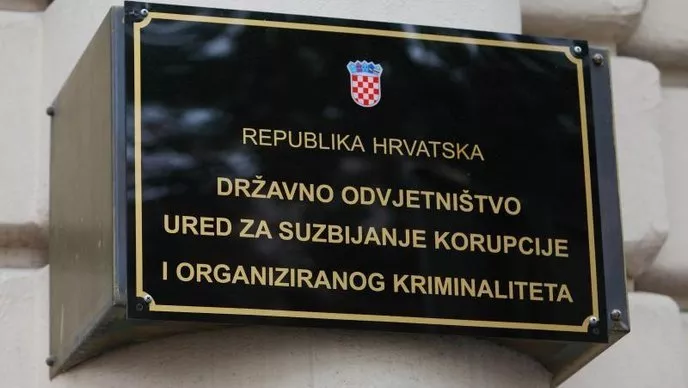 REPUBLIKA HRVATSKA
DRŽAVNO ODVJETNIŠTVO
URED ZA SUZBIJANJE KORUPCIJE
I ORGANIZIRANOG KRIMINALITETA